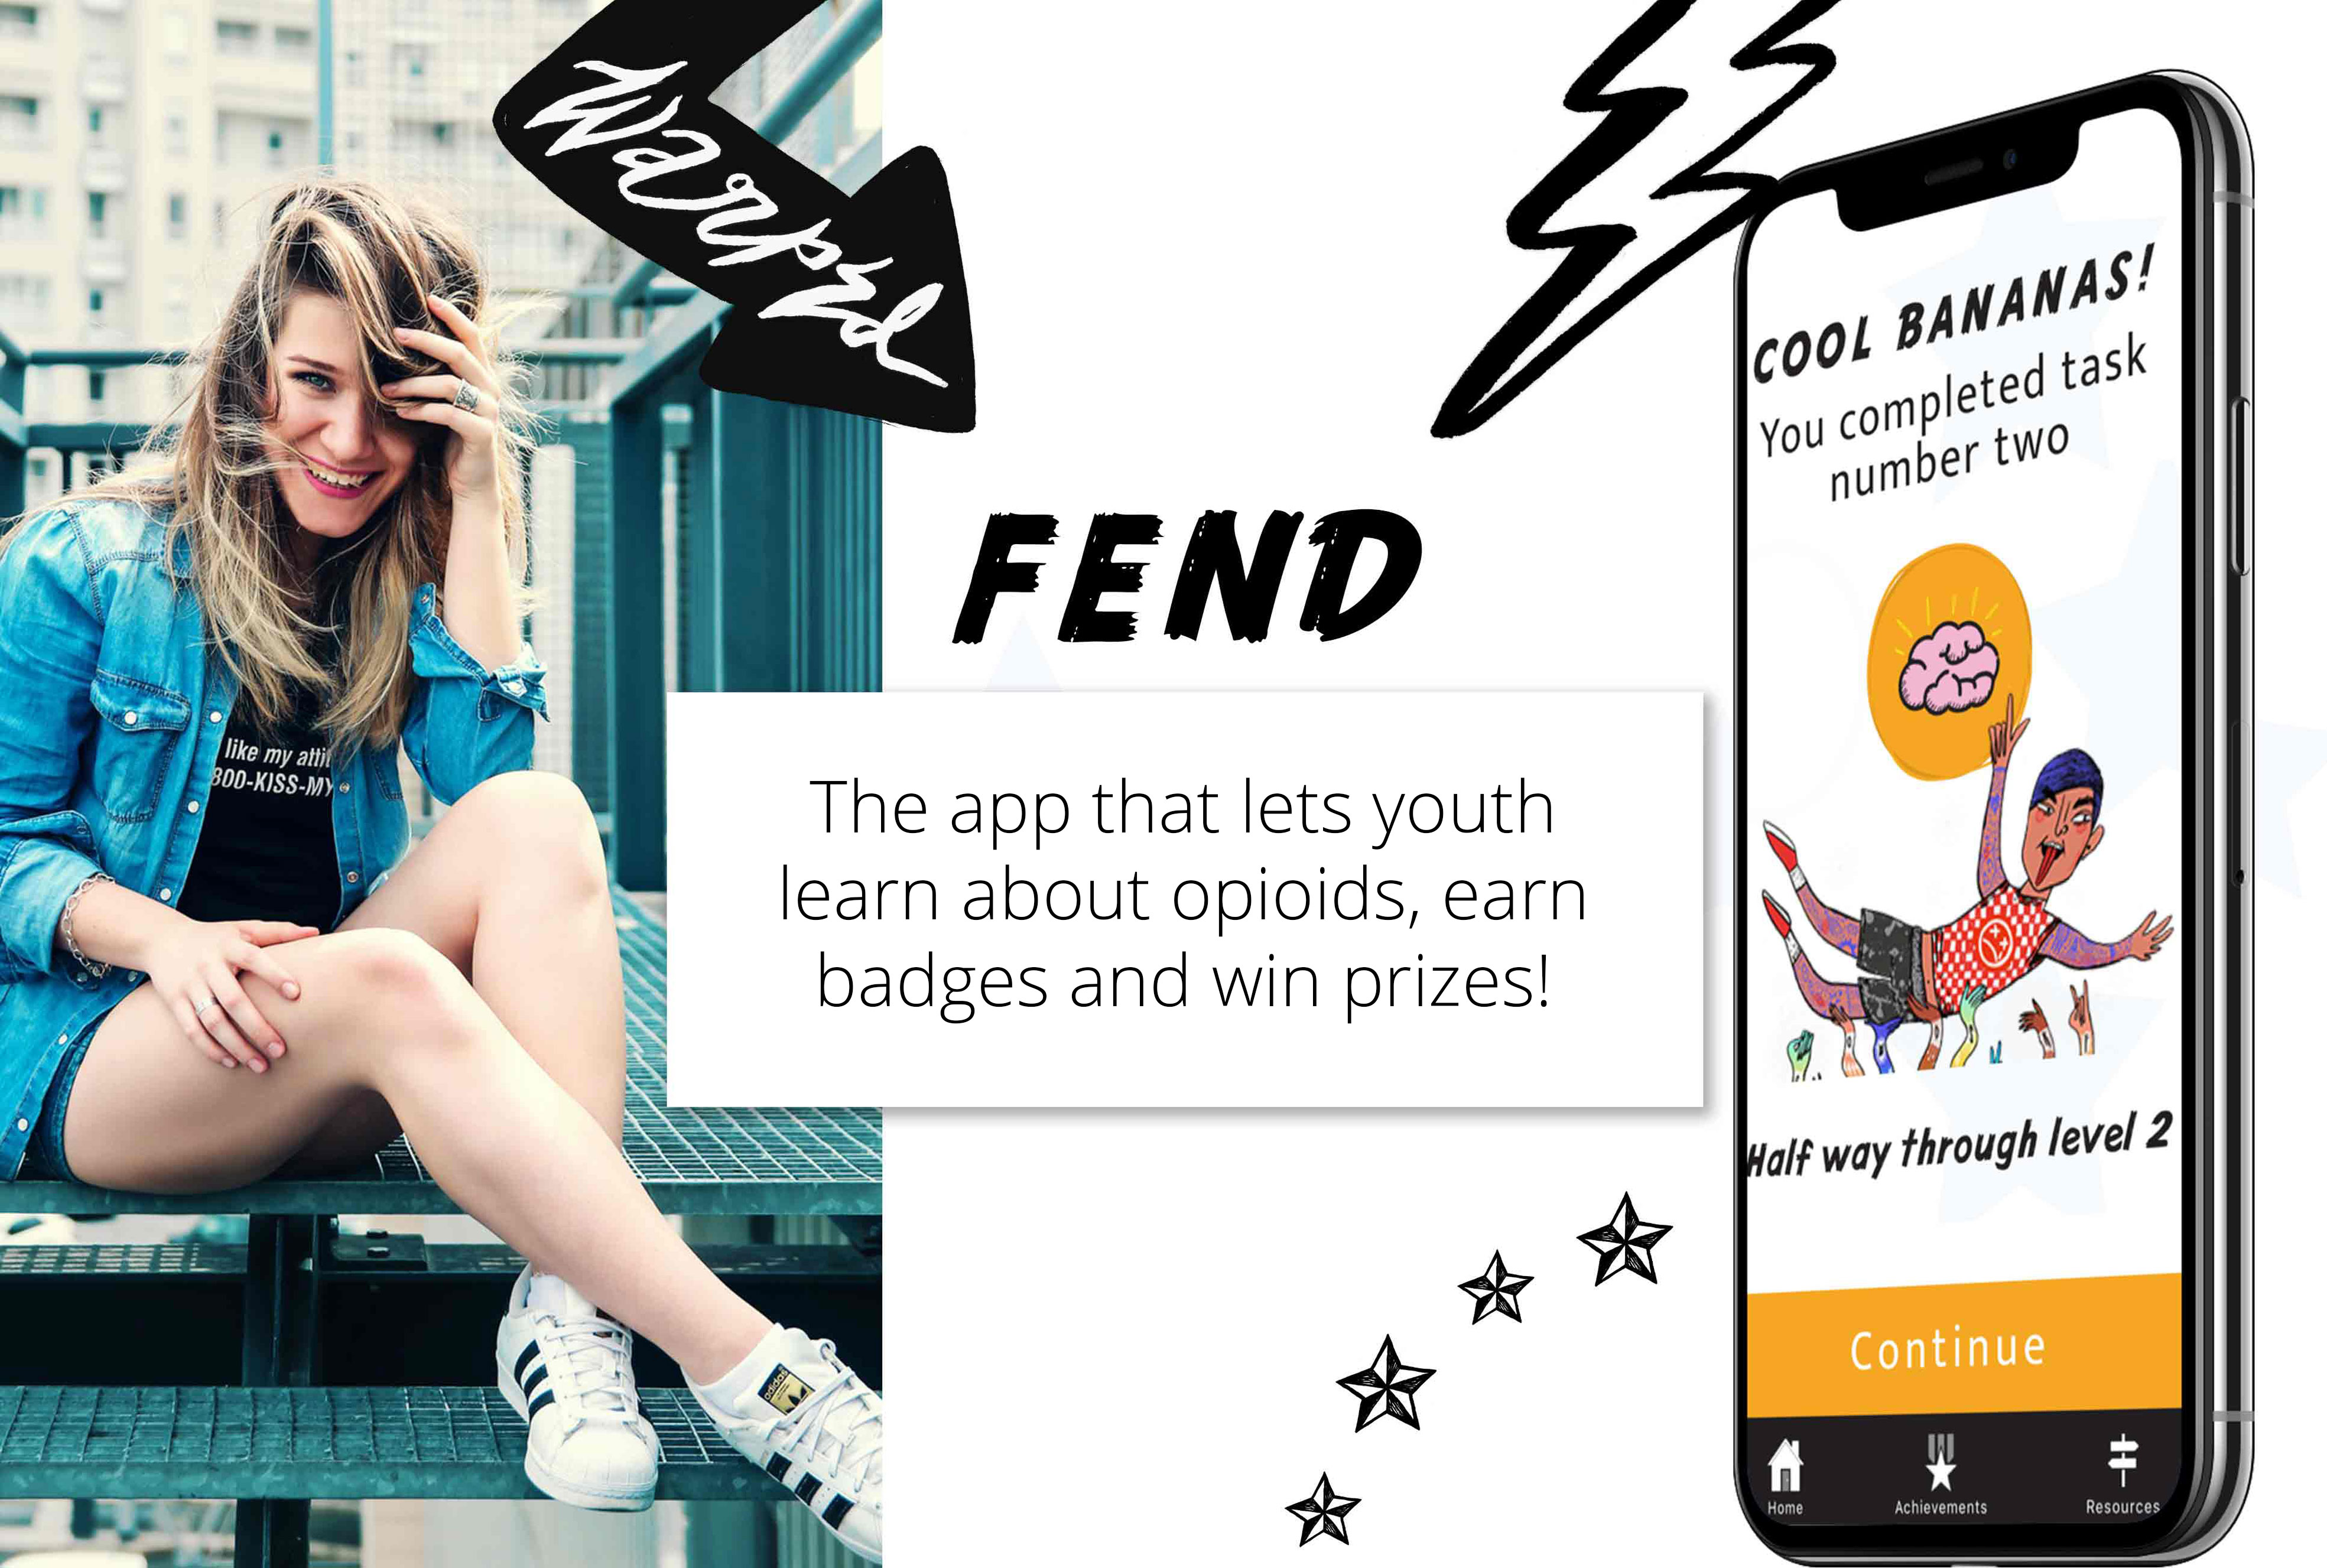 FEND
The app that lets youth
learn about opioids, earn
badges and win prizes!
COOL BANANAS!
You completed task
number two
Half way through level 2
Continue
Home
Achievements
Resources
like my atti
800-KISS-MY
adidas